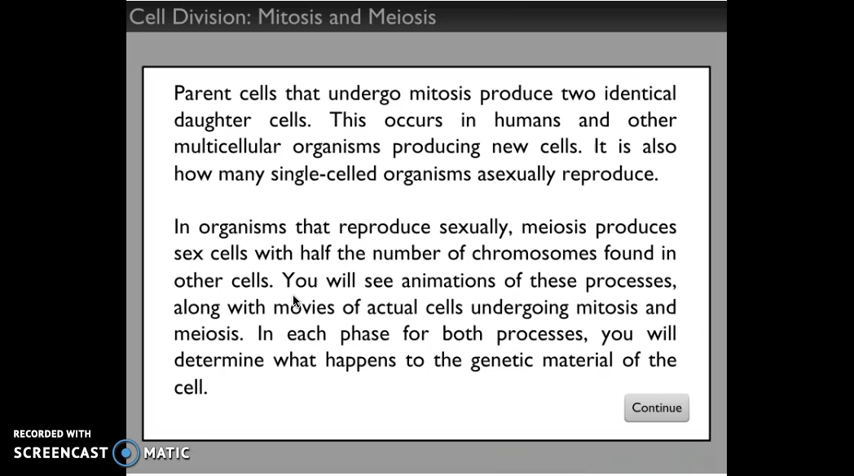 Cell Division: Mitosis and Meiosis
Parent cells that undergo mitosis produce two identical
daughter cells. This occurs in humans and other
multicellular organisms producing new cells. It is also
how many single-celled organisms asexually reproduce.
In organisms that reproduce sexually, meiosis produces
sex cells with half the number of chromosomes found in
other cells. You will see animations of these processes,
along with movies of actual cells undergoing mitosis and
meiosis. In each phase for both processes, you will
determine what happens to the genetic material of the
cell.
Continue
RECORDED WITH
SCREENCAST MATIC